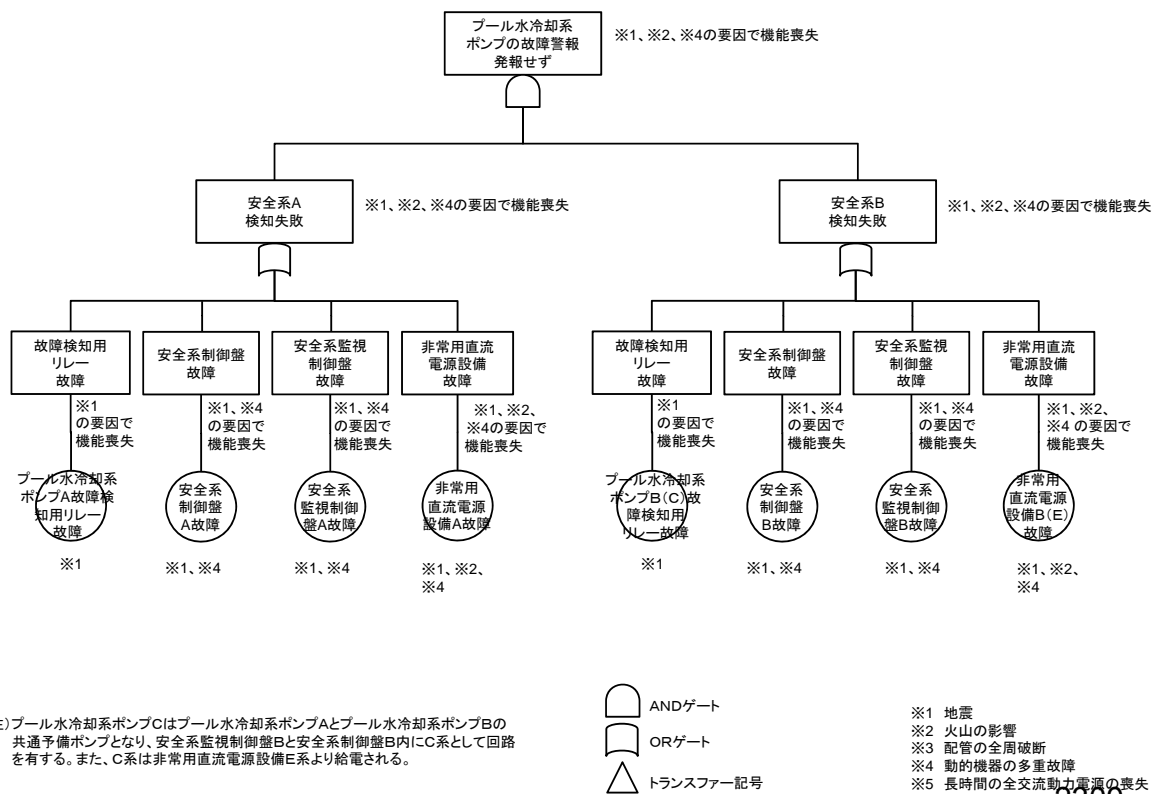 プール水冷却系
ポンプの故障警報
発報せず
※1、※2、※4の要因で機能喪失
安全系A
検知失敗
※1、※2、※4の要因で機能喪失
安全系B
検知失敗
※1、※2、※4の要因で機能喪失
故障検知用
リレー
故障
安全系制御盤
故障
安全系監視
制御盤
故障
非常用直流
電源設備
故障
故障検知用
リレー
故障
安全系制御盤
故障
安全系監視
制御盤
故障
非常用直流
電源設備
故障
※1
の要因で
機能喪失
※1、※4
の要因で
機能喪失
※1、※4
の要因で
機能喪失
※1、※2、
※4の要因で
機能喪失
※1
の要因で
機能喪失
※1、※4
の要因で
機能喪失
※1、※4
の要因で
機能喪失
※1、※2、
※4 の要因で
機能喪失
プール水冷却系
ポンプA故障検
知用リレー
故障
安全系
制御盤
A故障
安全系
監視制御
盤A故障
非常用
直流電源
設備A故障
プール水冷却系
ポンプB(C)故
障検知用
リレー故障
安全系
制御盤
B故障
安全系
監視制御
盤B故障
非常用
直流電源
設備B(E)
故障
※1
※1、※4
※1、※4
※1、※2、
※4
※1
※1、※4
※1、※4
※1、※2、
※4
)プール水冷却系ポンプCはプール水冷却系ポンプAとプール水冷却系ポンプBの
共通予備ポンプとなり、安全系監視制御盤Bと安全系制御盤B内にC系として回路
を有する。また、C系は非常用直流電源設備E系より給電される。
ANDゲート
ORゲート
トランスファー記号
※1 地震
※2 火山の影響
※3 配管の全周破断
※4 動的機器の多重故障
※5 長時間の全交流動力電源の喪失